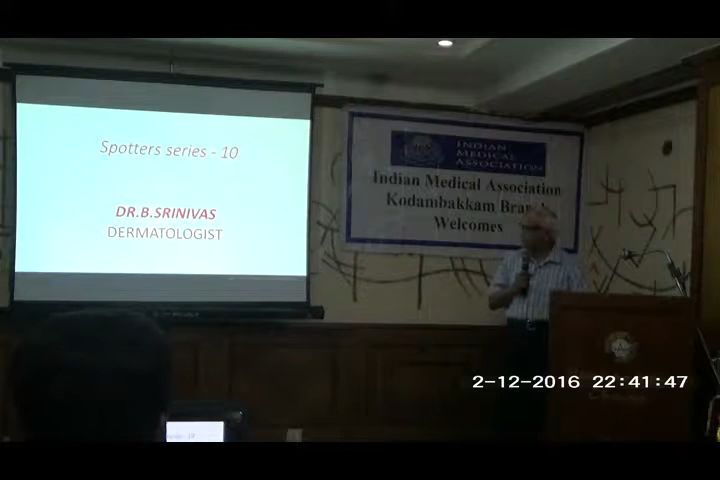 Spotters series - 10
DR.B.SRINIVAS
DERMATOLOGIST
INDIAN
MEDICAL
ASSOCIATION
Indian Medical Association
Kodambakkam
Welcomes
2-12-2016 22:41:47